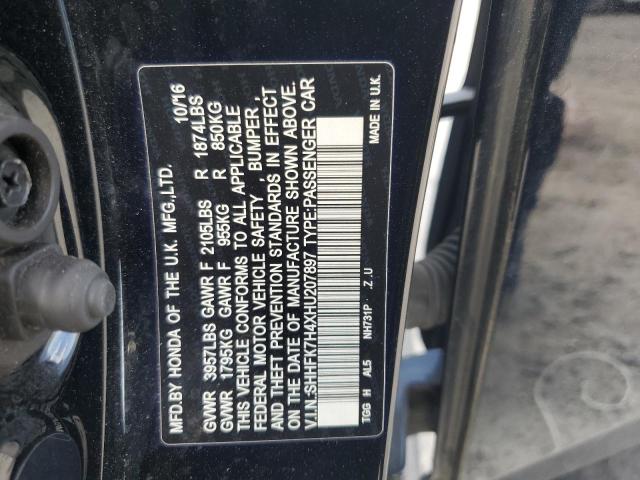 MFD.BY HONDA OF THE U.K. MFG.,LTD. 10/16
GVWR 3957LBS GAWR F 2105LBS R 1874LBS
GVWR 1795KG GAWR F 955KG R 850KG
THIS VEHICLE CONFORMS TO ALL APPLICABLE
FEDERAL MOTOR VEHICLE SAFETY , BUMPER ,
AND THEFT PREVENTION STANDARDS IN EFFECT
ON THE DATE OF MANUFACTURE SHOWN ABOVE.
V.I.N.:SHHFK7H4XHU207897 TYPE:PASSENGER CAR
NH731P . Z . U
TGG H AL5 MADE IN U.K.